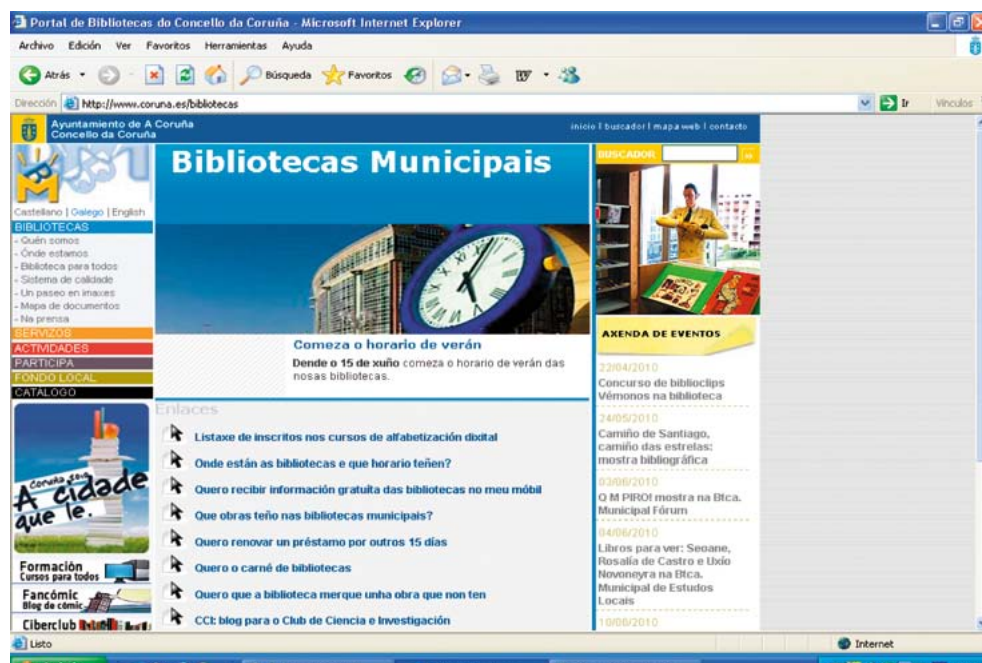 Portal de Bibliotecas do Concello da Coruña - Microsoft Internet Explorer
Archivo Edición Ver Favoritos Herramientas Ayuda
Atrás Búsqueda Favoritos
Dirección http://www.coruna.es/bibliotecas Ir Vínculos
Ayuntamiento de A Coruña
Concello da Coruña
inicio | buscador | mapa web | contacto
Castellano | Galego | English
BIBLIOTECAS
- Quén somos
- Ónde estamos
- Biblioteca para todos
- Sistema de calidade
- Un paseo en imaxes
- Mapa de documentos
- Na prensa
SERVIZOS
ACTIVIDADES
PARTICIPA
FONDO LOCAL
CATÁLOGO
Coruña 2010
A cidade
que le.
Formación
Cursos para todos
Fancómic
Blog de cómic
Ciberclub
Bibliotecas Municipais
Comeza o horario de verán
Dende o 15 de xuño comeza o horario de verán das
nosas bibliotecas.
Enlaces
Listaxe de inscritos nos cursos de alfabetización dixital
Onde están as bibliotecas e que horario teñen?
Quero recibir información gratuíta das bibliotecas no meu móbil
Que obras teño nas bibliotecas municipais?
Quero renovar un préstamo por outros 15 días
Quero o carné de bibliotecas
Quero que a biblioteca merque unha obra que non ten
CCI: blog para o Club de Ciencia e Investigación
BUSCADOR
AXENDA DE EVENTOS
22/04/2010
Concurso de biblioclips
Vémonos na biblioteca
24/05/2010
Camiño de Santiago,
camiño das estrelas:
mostra bibliográfica
03/06/2010
Q M PIRO! mostra na Btca.
Municipal Fórum
04/06/2010
Libros para ver: Seoane,
Rosalía de Castro e Uxío
Novoneyra na Btca.
Municipal de Estudos
Locais
10/06/2010
Listo
Internet